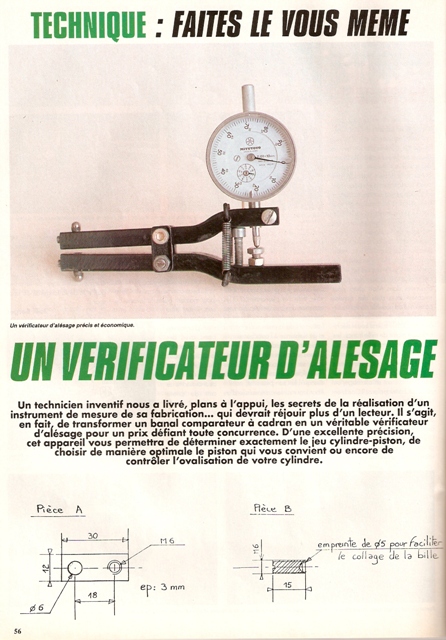 TECHNIQUE : FAITES LE VOUS MEME
Un vérificateur d'alésage précis et économique.
UN VERIFICATEUR D'ALESAGE
Un technicien inventif nous a livré, plans à l'appui, les secrets de la réalisation d'un
instrument de mesure de sa fabrication... qui devrait réjouir plus d'un lecteur. Il s'agit,
en fait, de transformer un banal comparateur à cadran en un véritable vérificateur
d'alésage pour un prix défiant toute concurrence. D'une excellente précision,
cet appareil vous permettra de déterminer exactement le jeu cylindre-piston, de
choisir de manière optimale le piston qui vous convient ou encore de
contrôler l'ovalisation de votre cylindre.
Pièce A
30
M6
12
ø6
18
ep: 3 mm
Pièce B
M6
15
empreinte de ø5 pour faciliter
le collage de la bille
56